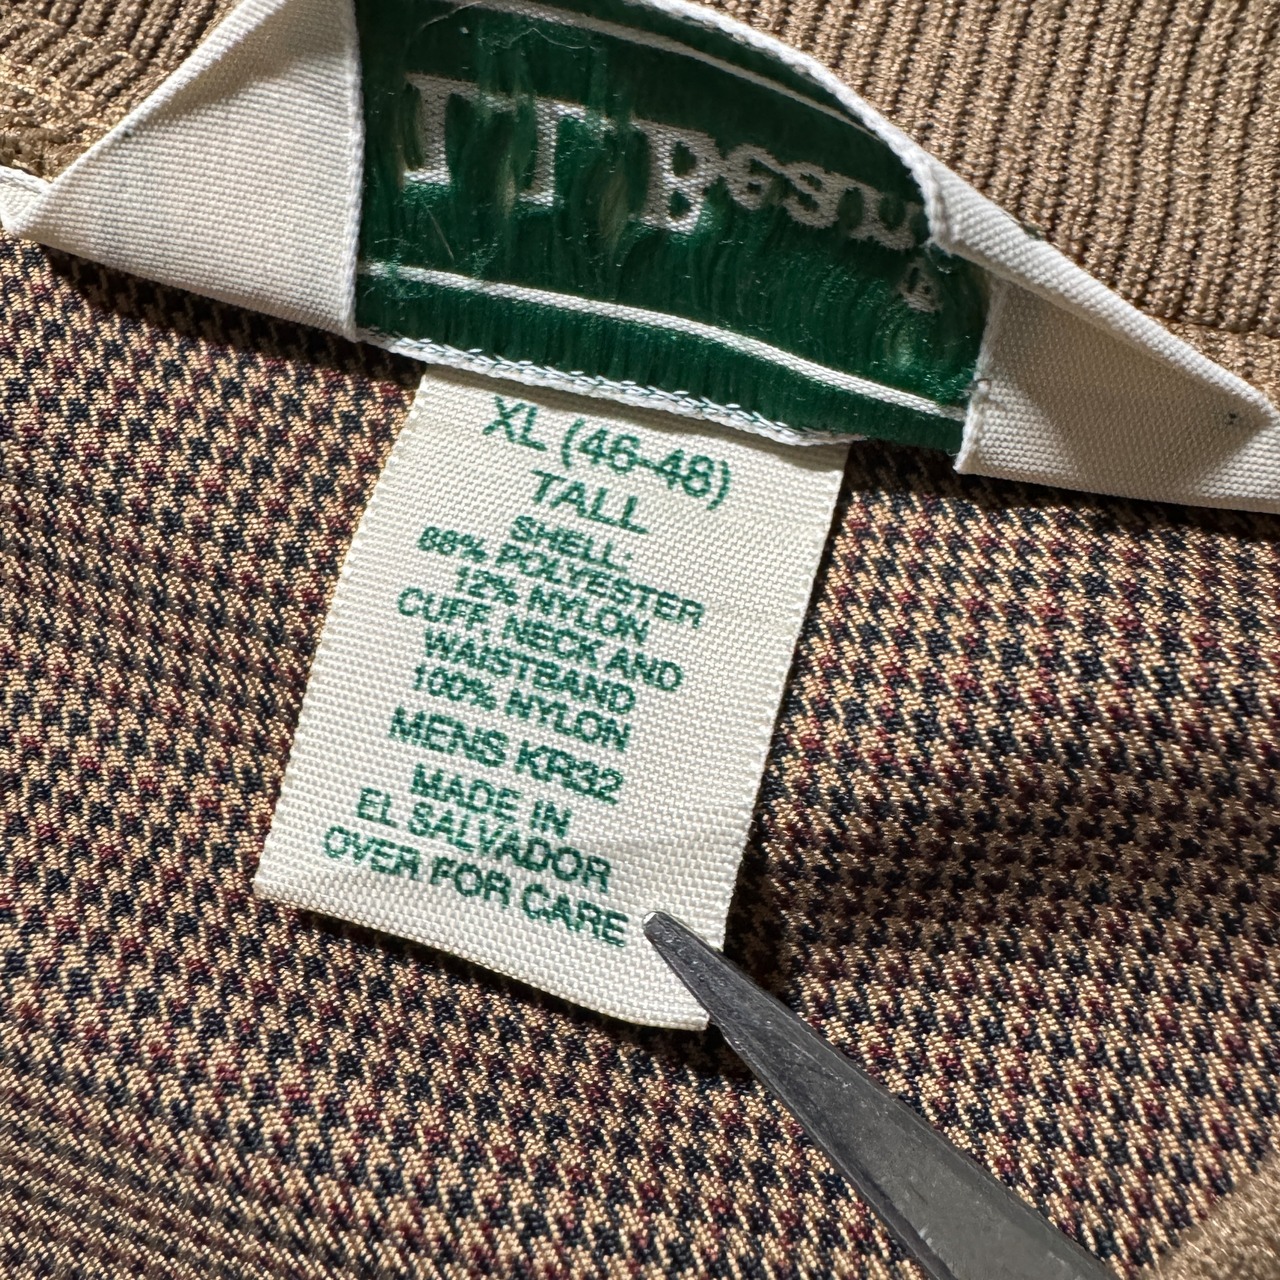 XL (46-48)
TALL
SHELL:
88% POLYESTER
12% NYLON
CUFF, NECK AND
WAISTBAND
100% NYLON
MENS KR32
MADE IN
EL SALVADOR
OVER FOR CARE